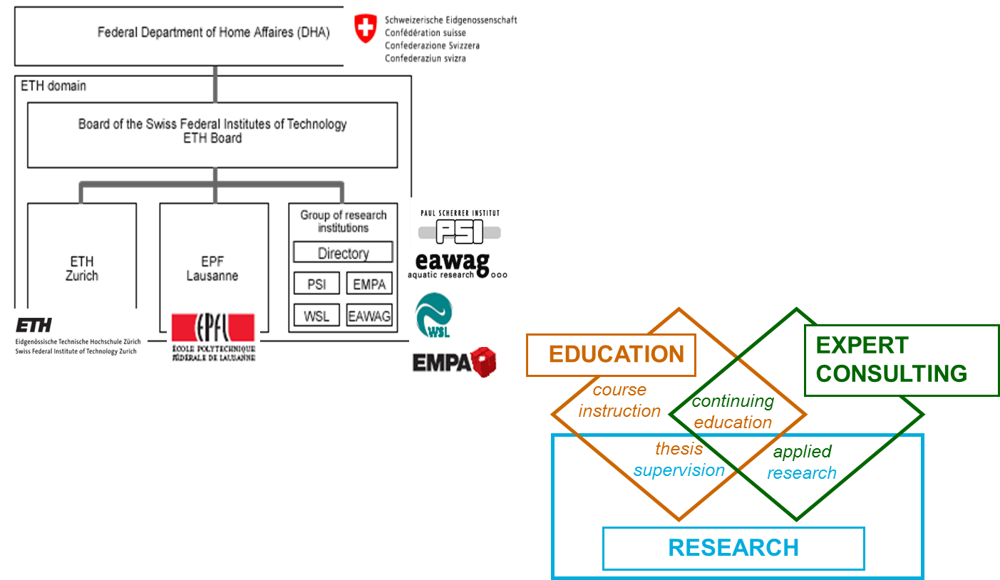 Federal Department of Home Affaires (DHA)
Schweizerische Eidgenossenschaft
Confédération suisse
Confederazione Svizzera
Confederaziun svizra
ETH domain
Board of the Swiss Federal Institutes of Technology
ETH Board
ETH
Zurich
EPF
Lausanne
Group of research
institutions
Directory
PSI
EMPA
WSL
EAWAG
PAUL SCHERRER INSTITUT
PSI
eawag
aquatic research
WSL
EMPA
ETH
Eidgenössische Technische Hochschule Zürich
Swiss Federal Institute of Technology Zurich
EPFL
ÉCOLE POLYTECHNIQUE
FÉDÉRALE DE LAUSANNE
EDUCATION
EXPERT
CONSULTING
course
instruction
continuing
education
thesis
supervision
applied
research
RESEARCH